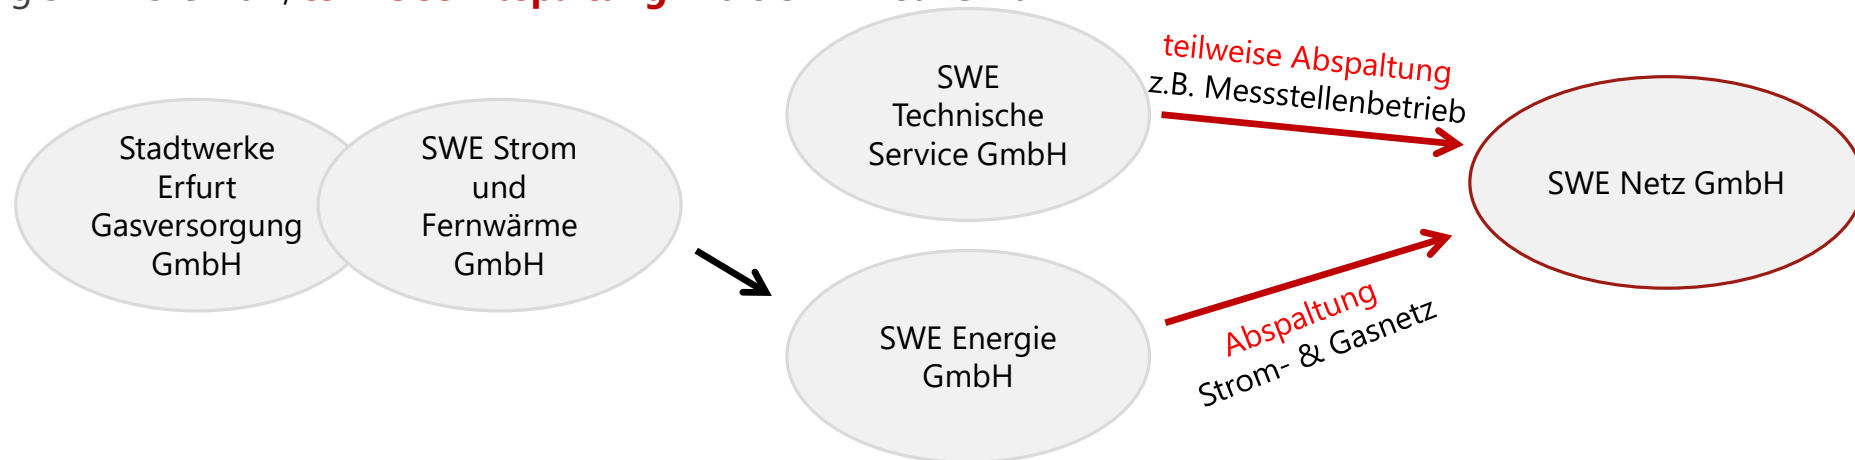 teilweise Abspaltung
z.B. Messstellenbetrieb
Stadtwerke
Erfurt
Gasversorgung
GmbH
SWE Strom
und
Fernwärme
GmbH
SWE
Technische
Service GmbH
SWE Netz GmbH
SWE Energie
GmbH
Abspaltung
Strom- & Gasnetz